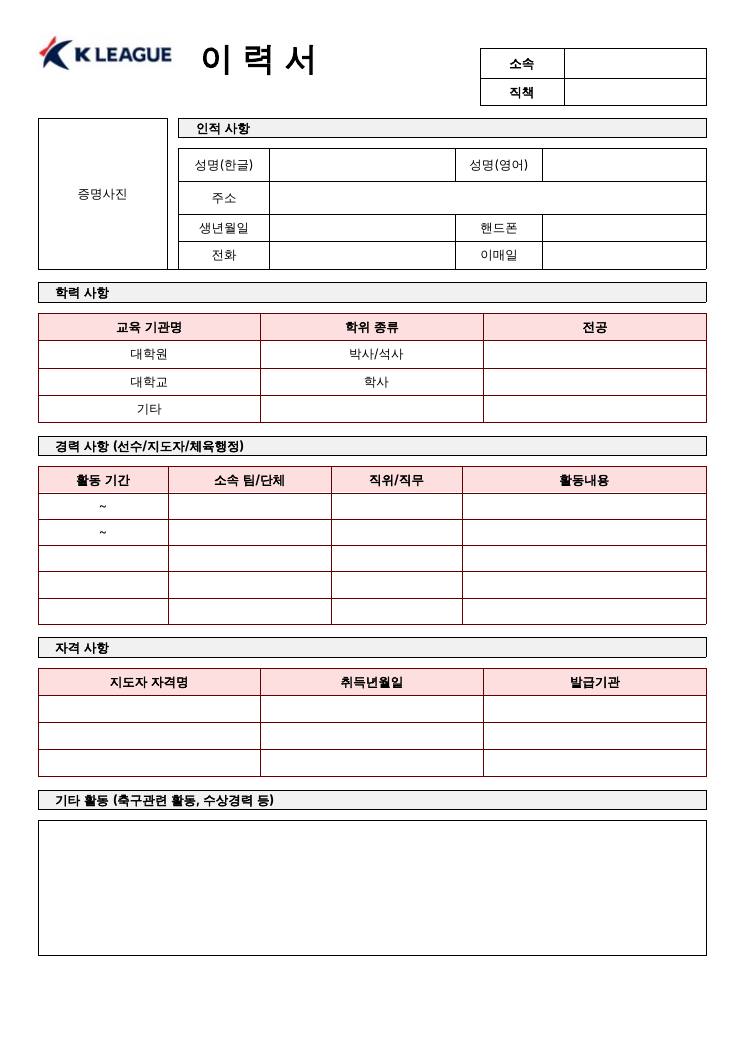 K LEAGUE
이 력 서
소속
직책
증명사진
인적 사항
성명(한글) 성명(영어)
주소
생년월일 핸드폰
전화 이매일
학력 사항
교육 기관명 학위 종류 전공
대학원 박사/석사
대학교 학사
기타
경력 사항 (선수/지도자/체육행정)
활동 기간 소속 팀/단체 직위/직무 활동내용
~
~
자격 사항
지도자 자격명 취득년월일 발급기관
기타 활동 (축구관련 활동, 수상경력 등)